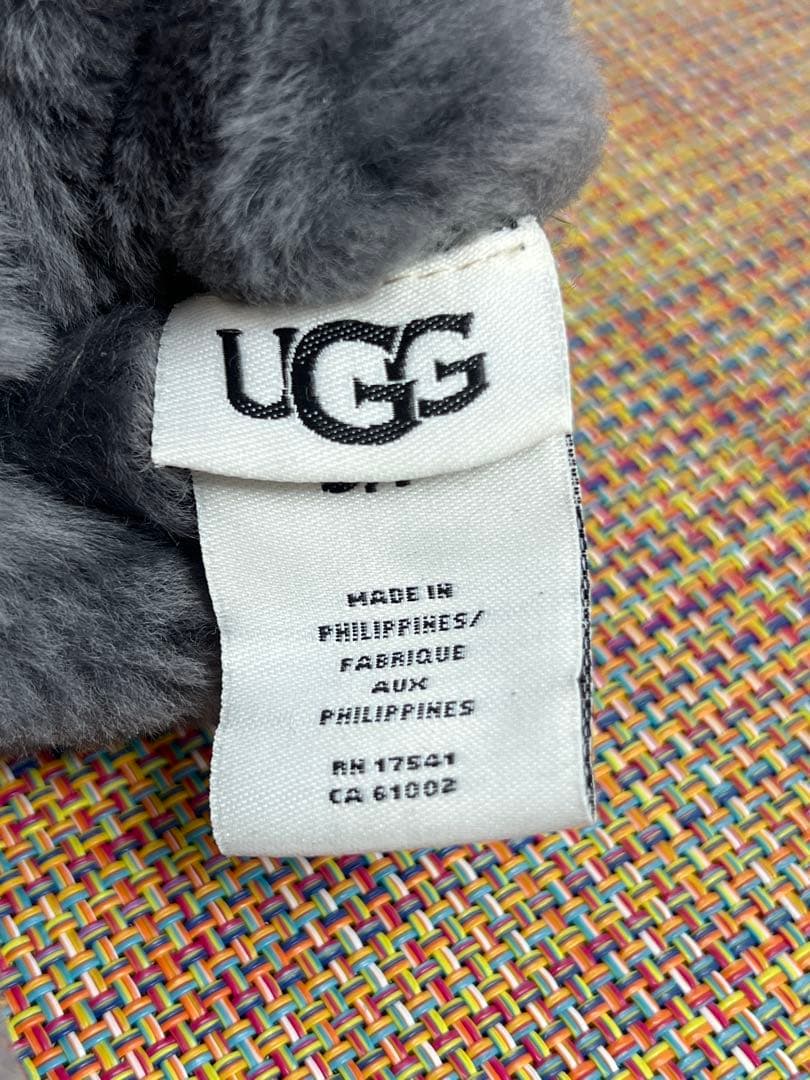 UGG
MADE IN
PHILIPPINES/
FABRIQUE
AUX
PHILIPPINES
RN 17541
CA 61002